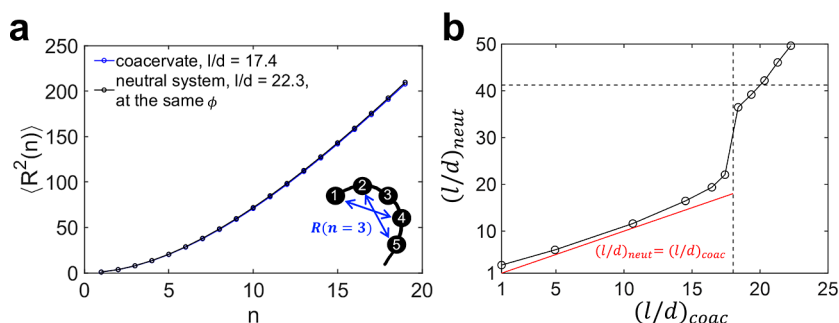 a
250
200
150
100
50
0
⟨R²(n)⟩
coacervate, l/d = 17.4
neutral system, l/d = 22.3,
at the same ϕ
1 2 3 4 5
R(n = 3)
0 5 10 15 20
n
b
50
40
30
20
10
1
(l/d)neut
(l/d)neut = (l/d)coac
1 5 10 15 20 25
(l/d)coac